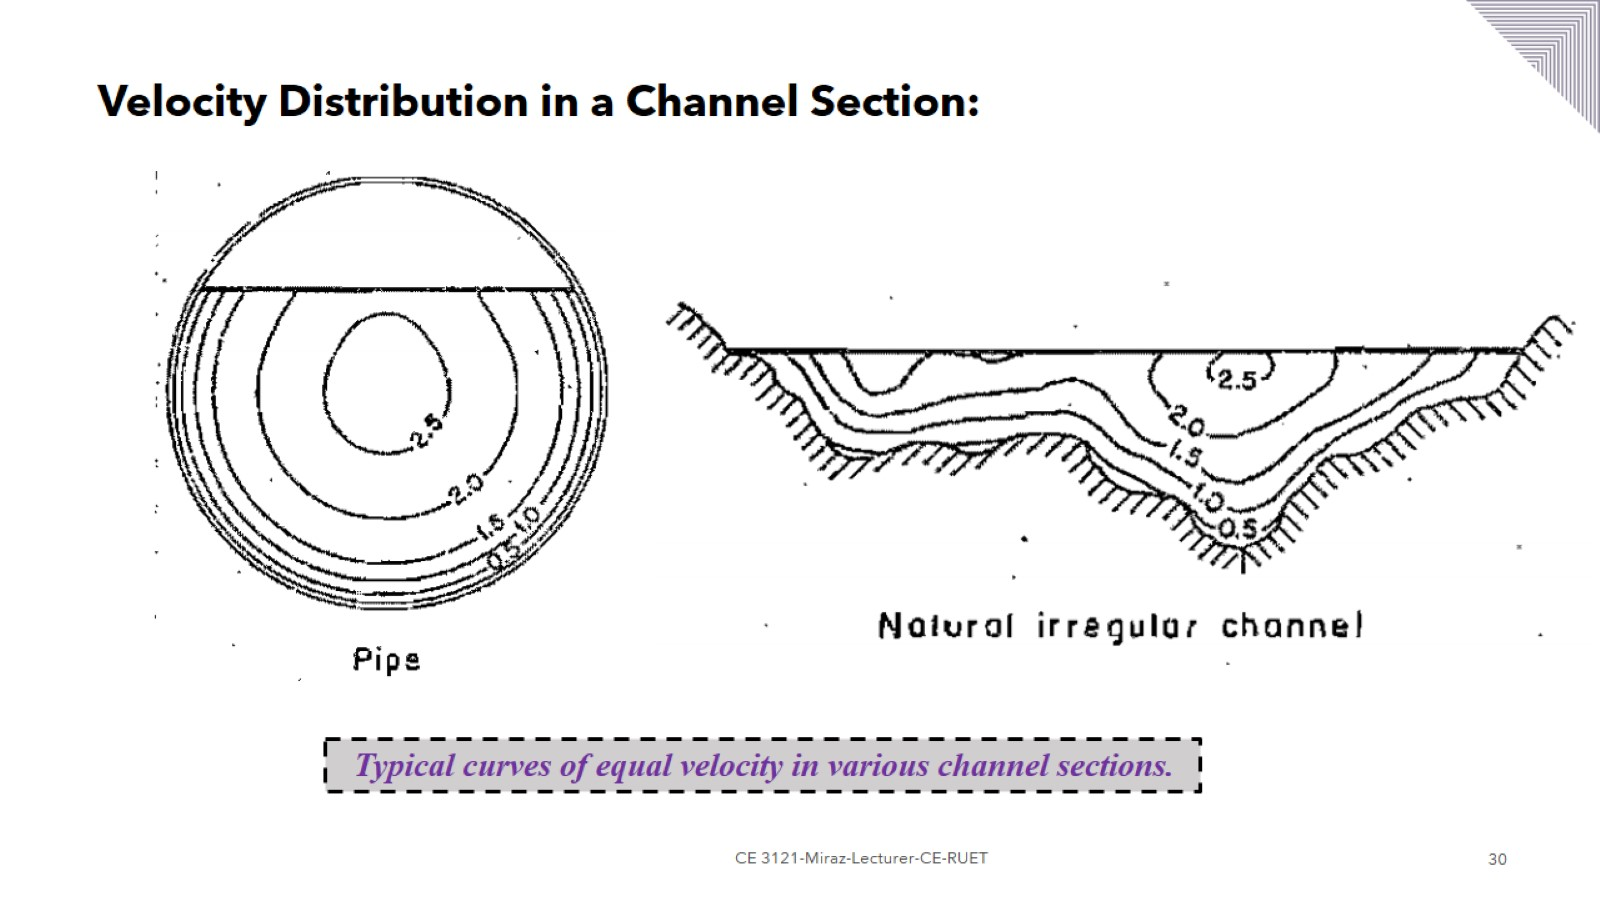 Velocity Distribution in a Channel Section:
2.5
2.0
1.5
1.0
0.5
Pipe
2.5
2.0
1.5
1.0
0.5
Natural irregular channel
Typical curves of equal velocity in various channel sections.
CE 3121-Miraz-Lecturer-CE-RUET
30